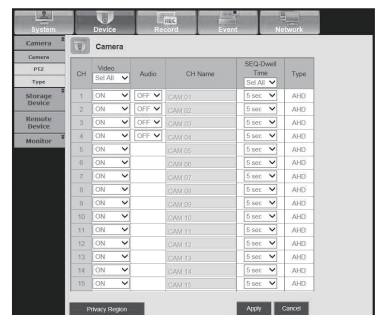 System Device Record Event Network
REC
Camera
Camera
PTZ
Type
Storage Device
Remote Device
Monitor
Camera
CH Video Audio CH Name SEQ-Dwell Time Type
Sel All Sel All
1 ON OFF CAM 01 5 sec AHD
2 ON OFF CAM 02 5 sec AHD
3 ON OFF CAM 03 5 sec AHD
4 ON OFF CAM 04 5 sec AHD
5 ON CAM 05 5 sec AHD
6 ON CAM 06 5 sec AHD
7 ON CAM 07 5 sec AHD
8 ON CAM 08 5 sec AHD
9 ON CAM 09 5 sec AHD
10 ON CAM 10 5 sec AHD
11 ON CAM 11 5 sec AHD
12 ON CAM 12 5 sec AHD
13 ON CAM 13 5 sec AHD
14 ON CAM 14 5 sec AHD
15 ON CAM 15 5 sec AHD
Privacy Region Apply Cancel